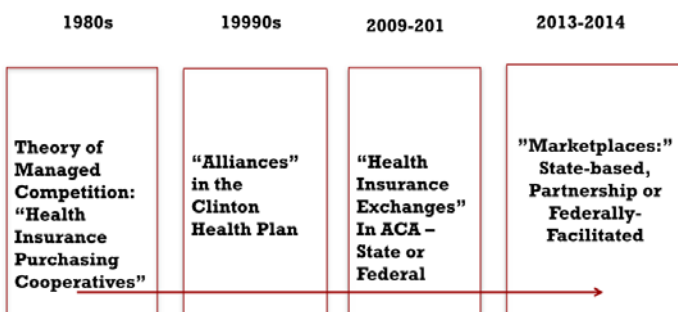 1980s
19990s
2009-201
2013-2014
Theory of
Managed
Competition:
“Health
Insurance
Purchasing
Cooperatives”
“Alliances”
in the
Clinton
Health Plan
“Health
Insurance
Exchanges”
In ACA –
State or
Federal
”Marketplaces:”
State-based,
Partnership or
Federally-
Facilitated